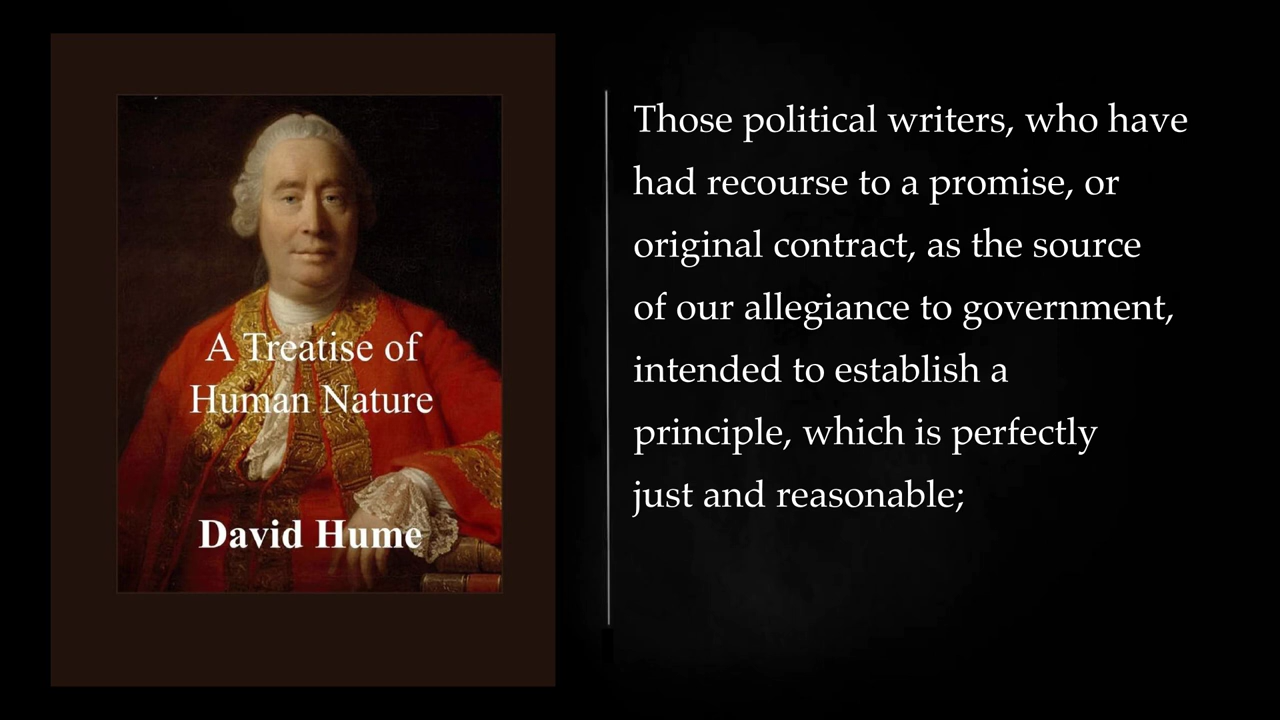 A Treatise of
Human Nature
David Hume
Those political writers, who have
had recourse to a promise, or
original contract, as the source
of our allegiance to government,
intended to establish a
principle, which is perfectly
just and reasonable;